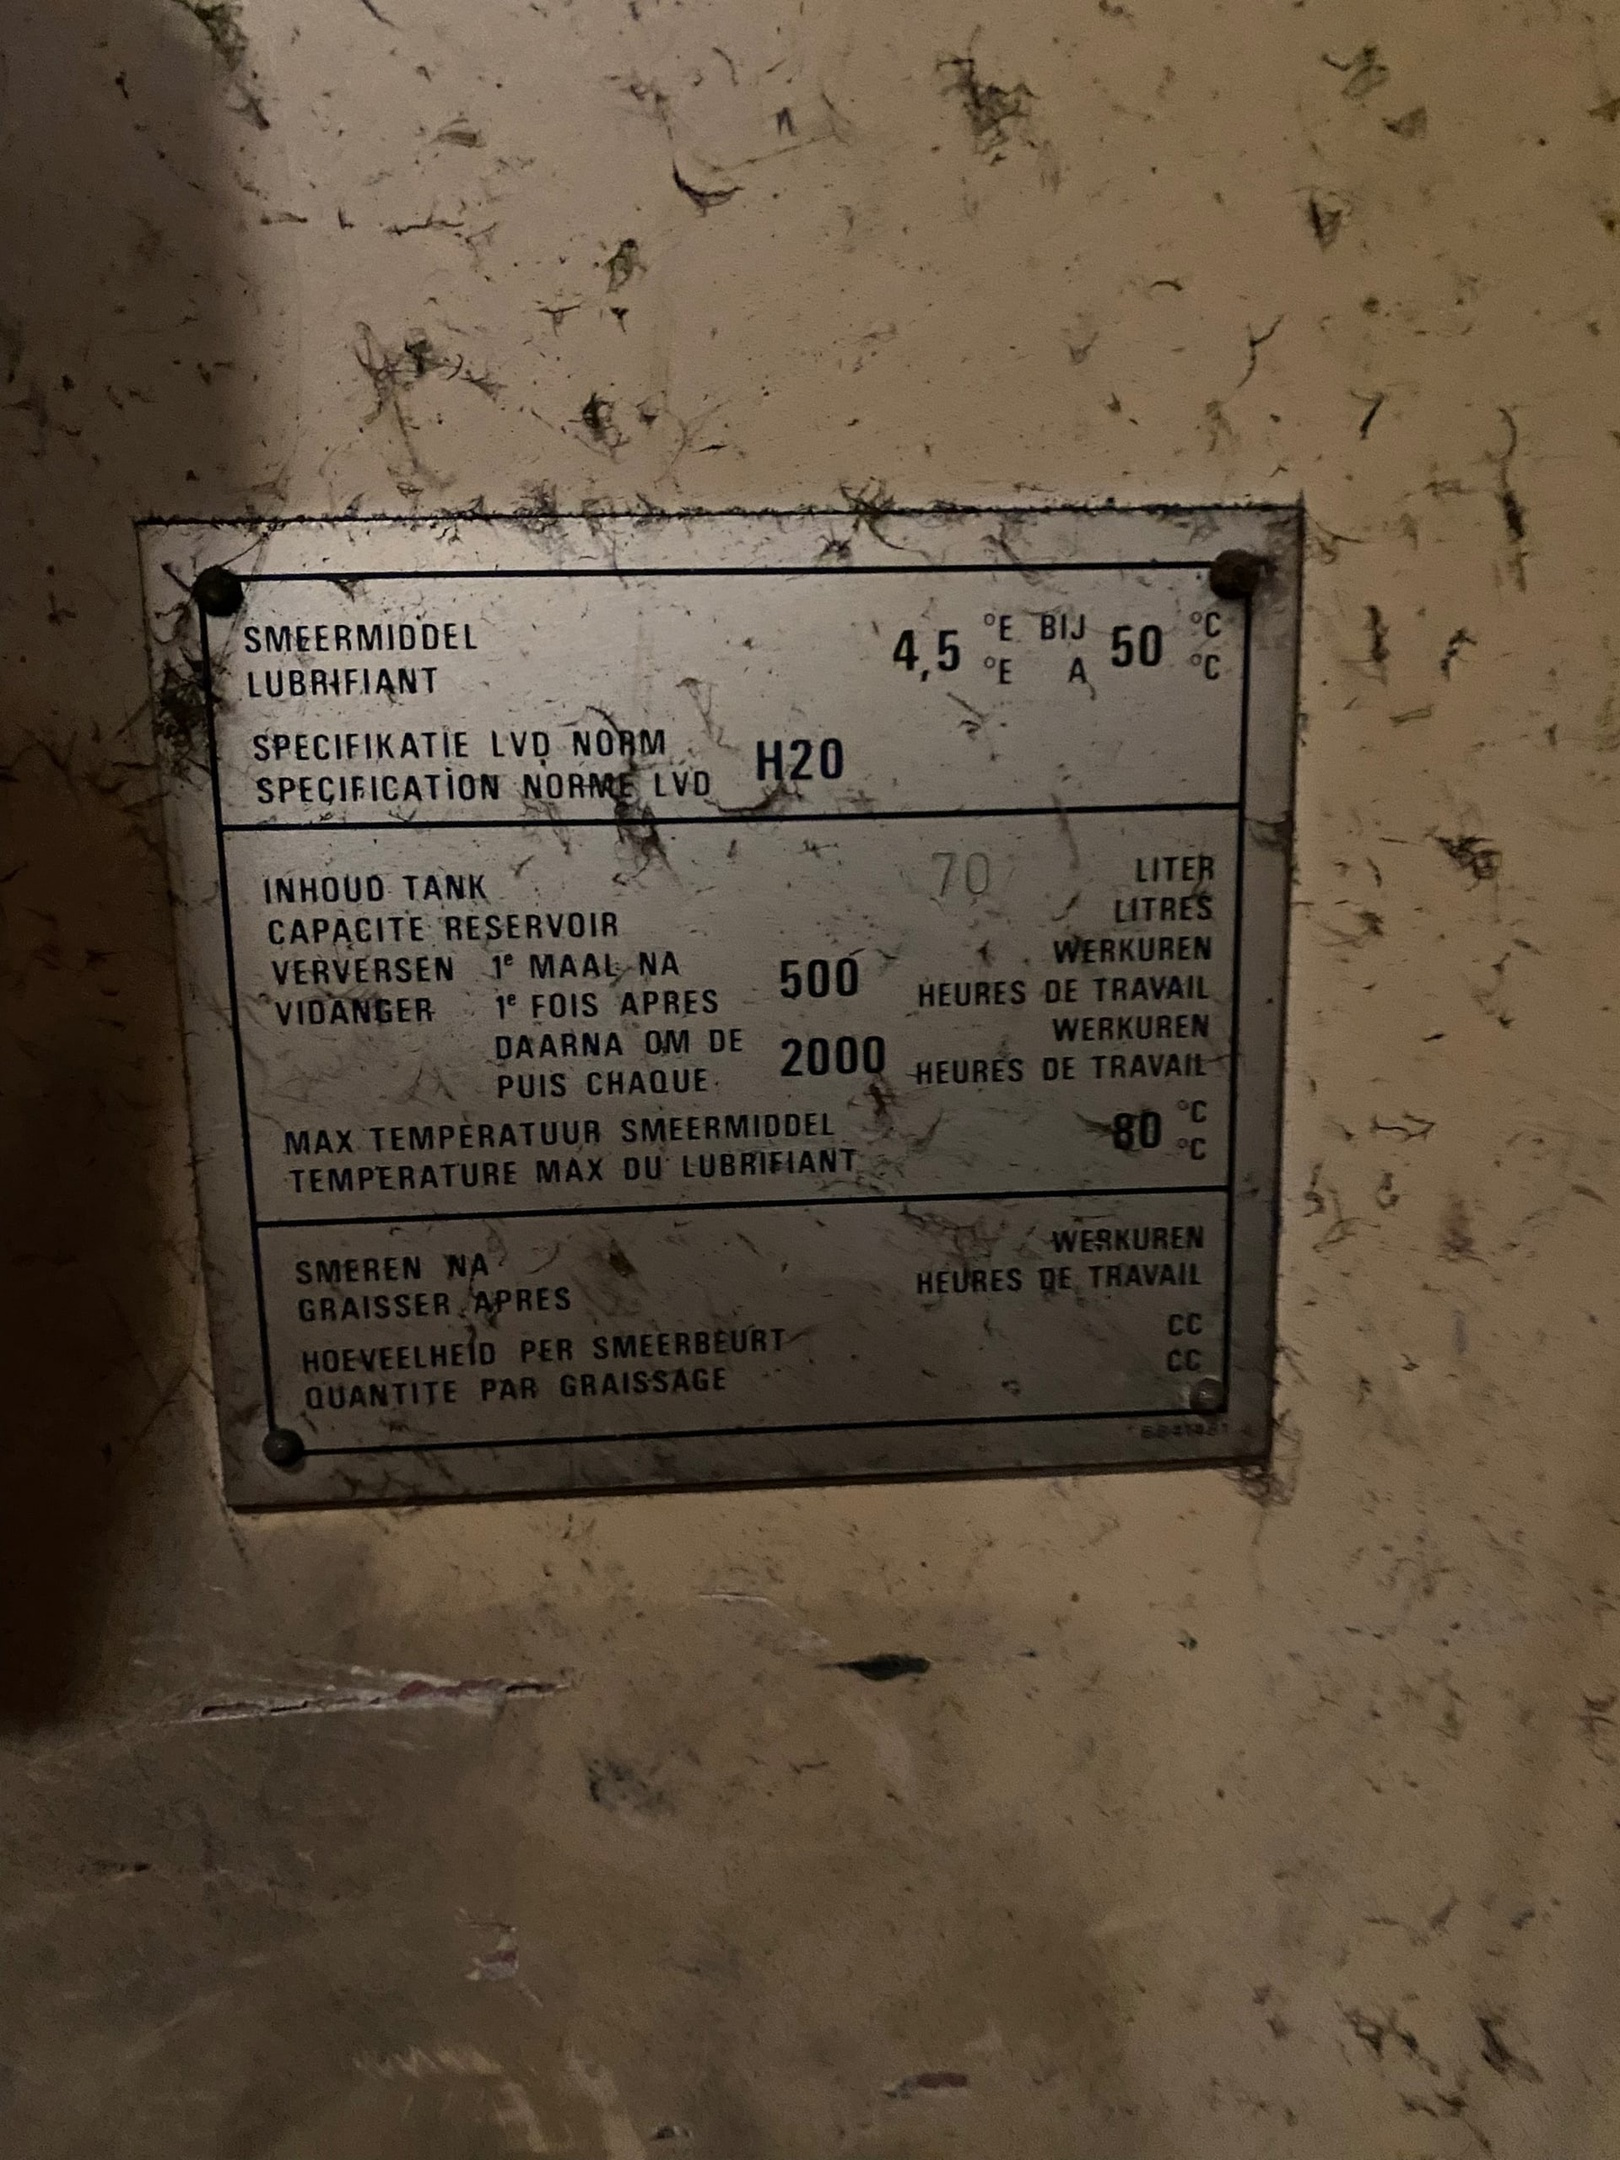 SMEERMIDDEL 4,5 °E BIJ 50 °C
LUBRIFIANT °E A °C
SPECIFIKATIE LVD NORM H20
SPECIFICATION NORME LVD
INHOUD TANK 70 LITER
CAPACITE RESERVOIR LITRES
VERVERSEN 1e MAAL NA 500 WERKUREN
VIDANGER 1e FOIS APRES HEURES DE TRAVAIL
DAARNA OM DE 2000 WERKUREN
PUIS CHAQUE HEURES DE TRAVAIL
MAX TEMPERATUUR SMEERMIDDEL 80 °C
TEMPERATURE MAX DU LUBRIFIANT °C
SMEREN NA WERKUREN
GRAISSER APRES HEURES DE TRAVAIL
HOEVEELHEID PER SMEERBEURT CC
QUANTITE PAR GRAISSAGE CC